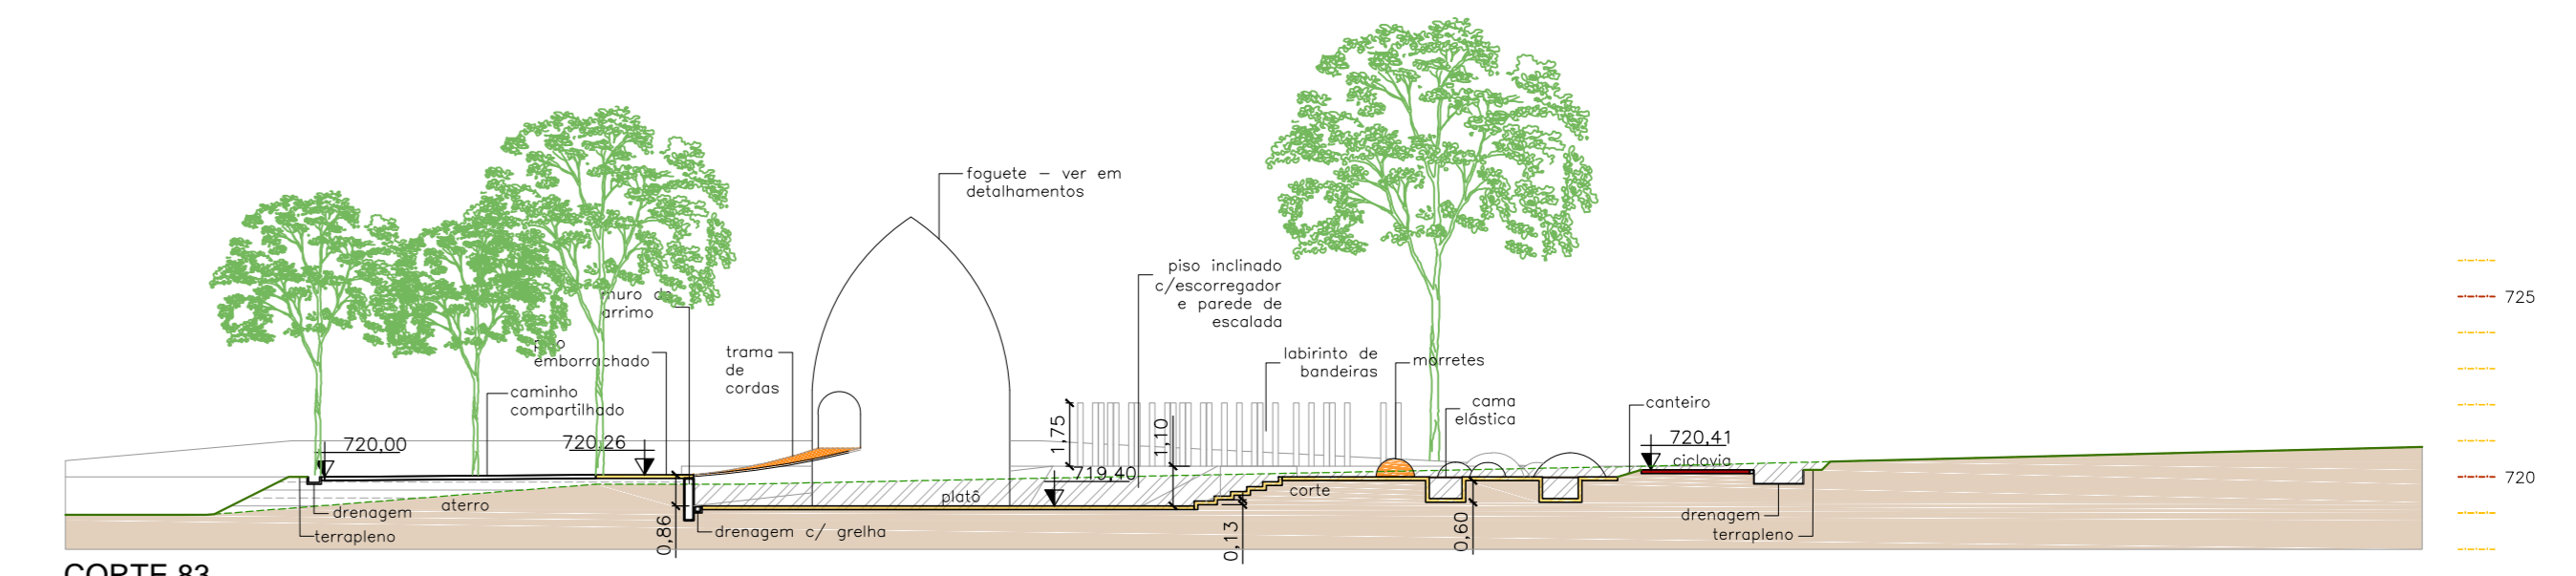 foguete – ver em
detalhamentos
piso inclinado
c/escorregador
e parede de
escalada
muro de
arrimo
emborrachado
trama
de
cordas
caminho
compartilhado
labirinto de
bandeiras
morretes
cama
elástica
canteiro
725
720
720,00
720,26
1,75
1,10
719,40
720,41
ciclovia
platô
corte
aterro
drenagem
terrapleno
0,86
drenagem c/ grelha
0,13
0,60
drenagem
terrapleno
CORTE 83